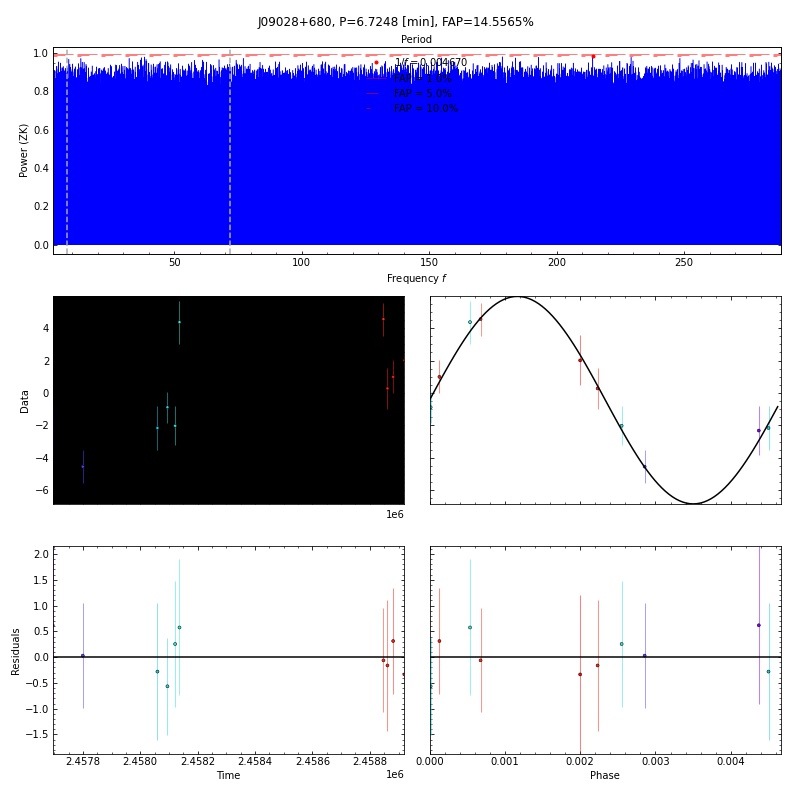 J09028+680, P=6.7248 [min], FAP=14.5565%
Period
1/f = 0.004670
FAP = 5.0%
FAP = 10.0%
Power (ZK)
1.0
0.8
0.6
0.4
0.2
0.0
50
100
150
200
250
Frequency f
Data
4
2
0
−2
−4
−6
1e6
Residuals
2.0
1.5
1.0
0.5
0.0
−0.5
−1.0
−1.5
2.4578
2.4580
2.4582
2.4584
2.4586
2.4588
1e6
Time
0.000
0.001
0.002
0.003
0.004
Phase